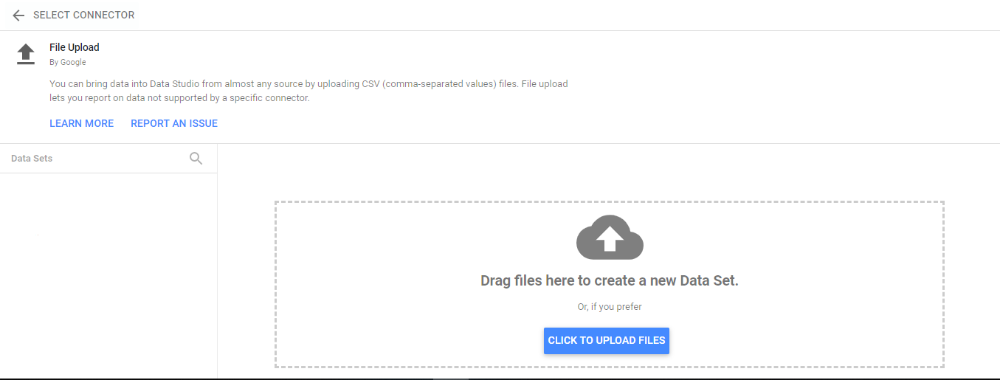 SELECT CONNECTOR
File Upload
By Google
You can bring data into Data Studio from almost any source by uploading CSV (comma-separated values) files. File upload
lets you report on data not supported by a specific connector.
LEARN MORE REPORT AN ISSUE
Data Sets
Drag files here to create a new Data Set.
Or, if you prefer
CLICK TO UPLOAD FILES